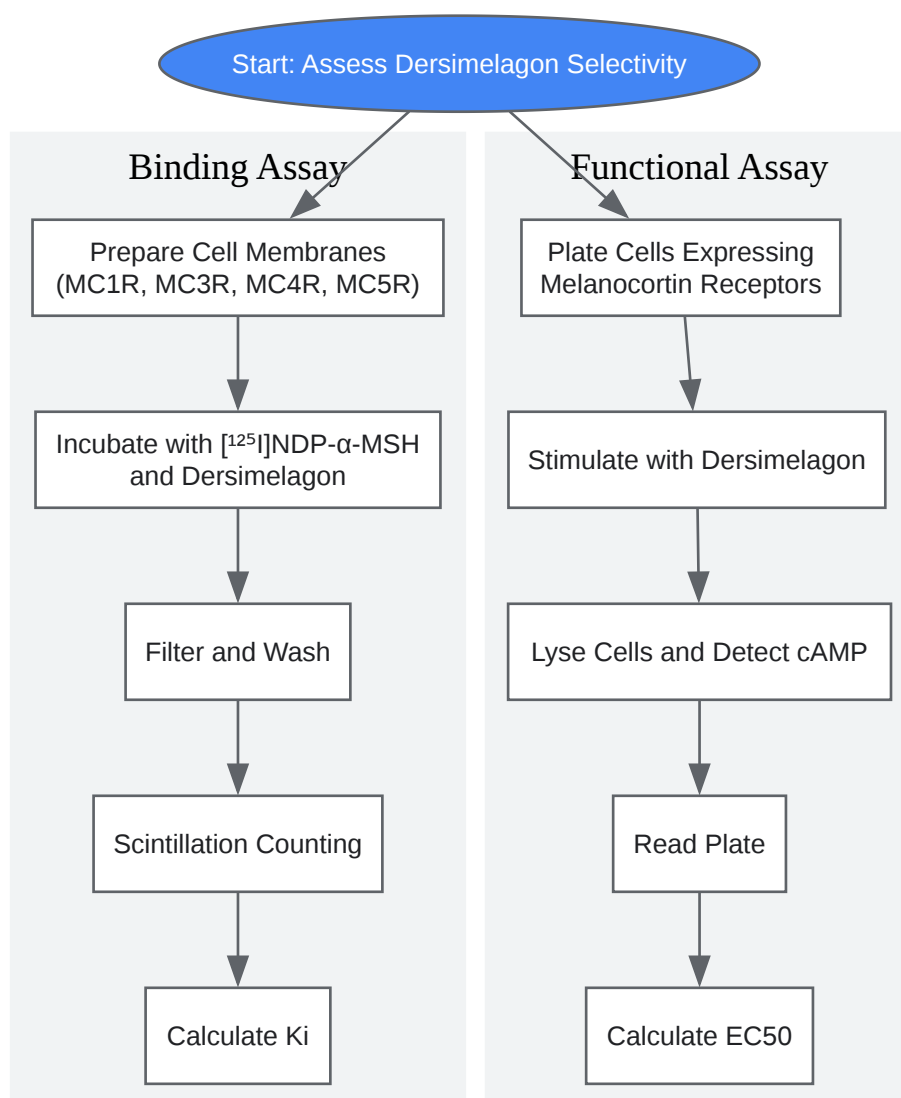 Start: Assess Dersimelagon Selectivity
Binding Assay
Prepare Cell Membranes
(MC1R, MC3R, MC4R, MC5R)
Incubate with [¹²⁵I]NDP-α-MSH
and Dersimelagon
Filter and Wash
Scintillation Counting
Calculate Ki
Functional Assay
Plate Cells Expressing
Melanocortin Receptors
Stimulate with Dersimelagon
Lyse Cells and Detect cAMP
Read Plate
Calculate EC50